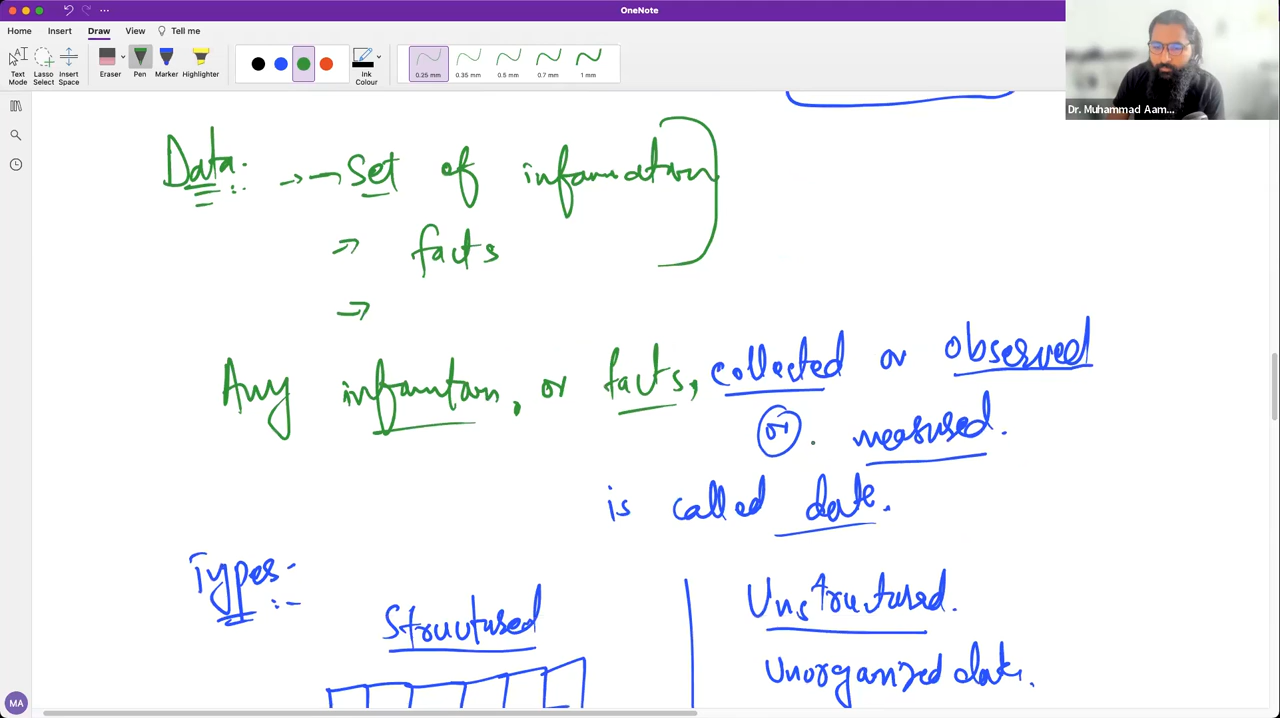 OneNote
Home Insert Draw View Tell me
Text Mode Lasso Select Insert Space Eraser Pen Marker Highlighter Ink Colour 0.25 mm 0.35 mm 0.5 mm 0.7 mm 1 mm
Dr. Muhammad Aam...
Data:
→ - Set of information
⇒ facts
⇒
Any information, or facts, collected or observed
or . measured.
is called data.
Types:-
Structured
Unstructured.
Unorganized data.
MA